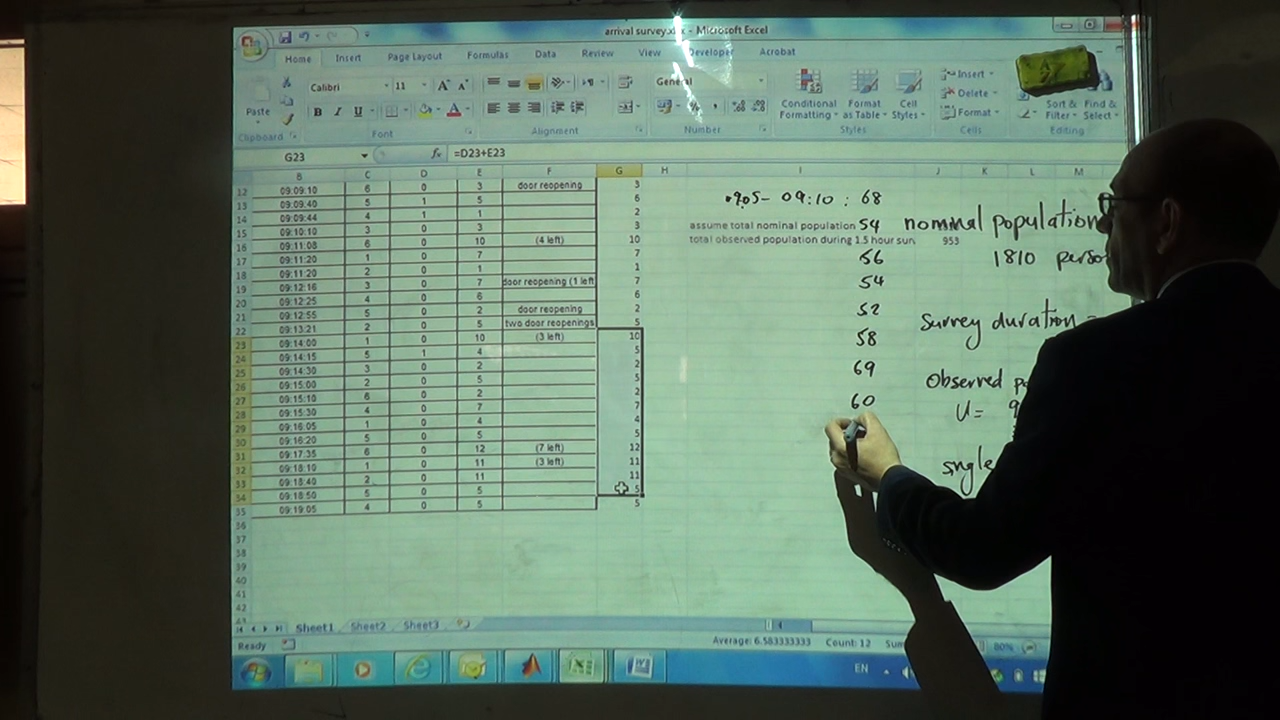 arrival survey.xlsx - Microsoft Excel
Home Insert Page Layout Formulas Data Review View Developer Acrobat
Calibri 11 General
Paste Conditional Formatting Format as Table Cell Styles Insert Delete Format Sort & Filter Find & Select
Clipboard Font Alignment Number Styles Cells Editing
G23 fx =D23+E23
B C D E F G H I J K L M
12 09:09:10 6 0 3 door reopening 3
13 09:09:40 5 1 5 6
14 09:09:44 4 1 1 2
15 09:10:10 3 0 3 3
16 09:11:08 6 0 10 (4 left) 10
17 09:11:20 1 0 7 7
18 09:11:20 2 0 1 1
19 09:12:16 3 0 7 door reopening (1 left 7
20 09:12:25 4 0 6 6
21 09:12:55 5 0 2 door reopening 2
22 09:13:21 2 0 5 two door reopenings 5
23 09:14:00 1 0 10 (3 left) 10
24 09:14:15 5 1 4 5
25 09:14:30 3 0 2 2
26 09:15:00 2 0 5 5
27 09:15:10 6 0 2 2
28 09:15:30 4 0 7 7
29 09:16:05 1 0 4 4
30 09:16:20 5 0 5 5
31 09:17:35 6 0 12 (7 left) 12
32 09:18:10 1 0 11 (3 left) 11
33 09:18:40 2 0 11 11
34 09:18:50 5 0 5 5
35 09:19:05 4 0 5 5
36
37
38
39
40
41
42
905- 09:10 : 68
assume total nominal population
total observed population during 1.5 hour surv 953
54
56
54
52
58
69
60
nominal population
1810
Survey duration =
Observed
U=
single
Sheet1 Sheet2 Sheet3
Ready Average: 6.583333333 Count: 12 80%
EN